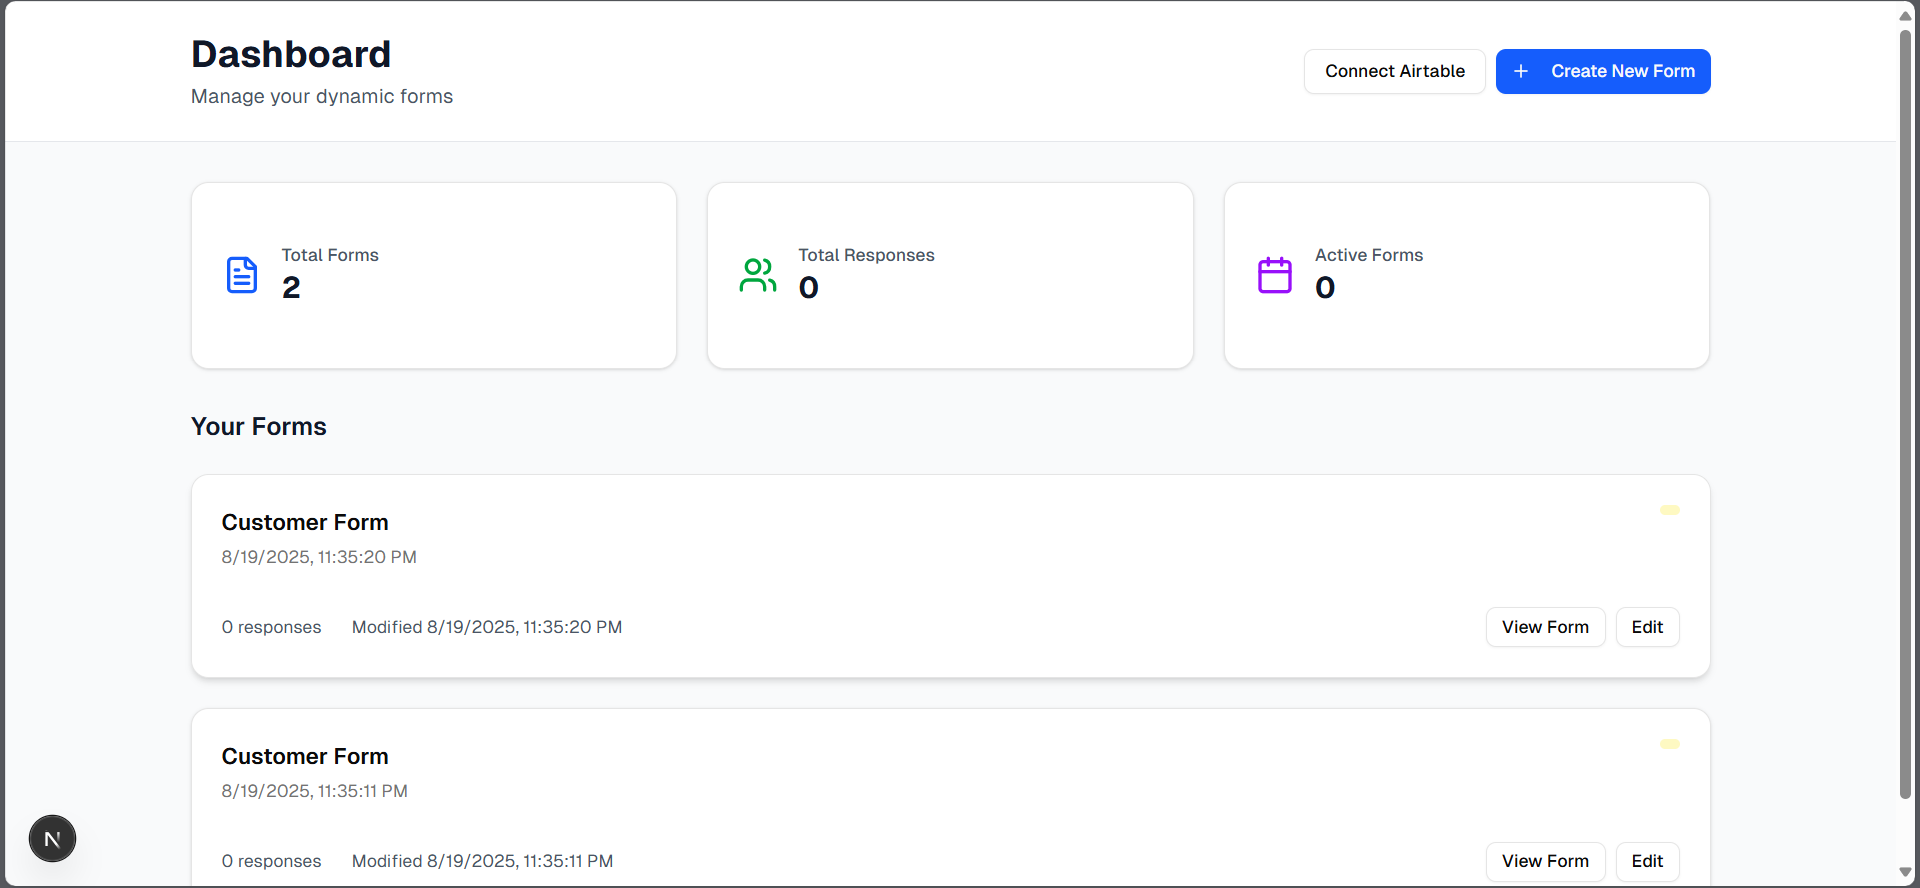 Dashboard
Manage your dynamic forms
Connect Airtable
+ Create New Form
Total Forms
2
Total Responses
0
Active Forms
0
Your Forms
Customer Form
8/19/2025, 11:35:20 PM
0 responses Modified 8/19/2025, 11:35:20 PM
View Form Edit
Customer Form
8/19/2025, 11:35:11 PM
0 responses Modified 8/19/2025, 11:35:11 PM
View Form Edit
N